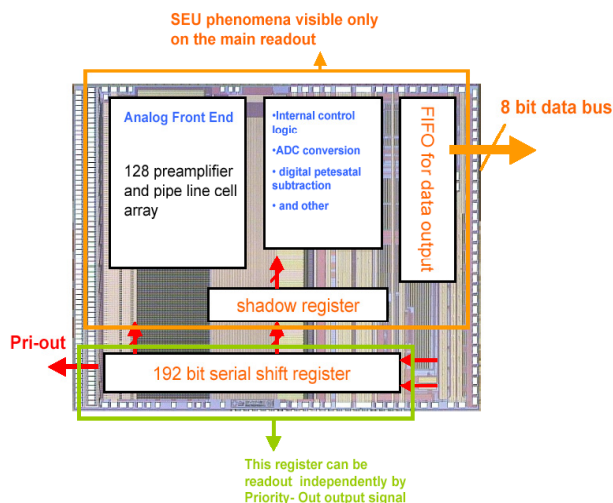 SEU phenomena visible only
on the main readout
Analog Front End
128 preamplifier
and pipe line cell
array
•Internal control
logic
•ADC conversion
• digital petesatal
subtraction
• and other
FIFO for data output
8 bit data bus
shadow register
Pri-out
192 bit serial shift register
This register can be
readout independently by
Priority- Out output signal